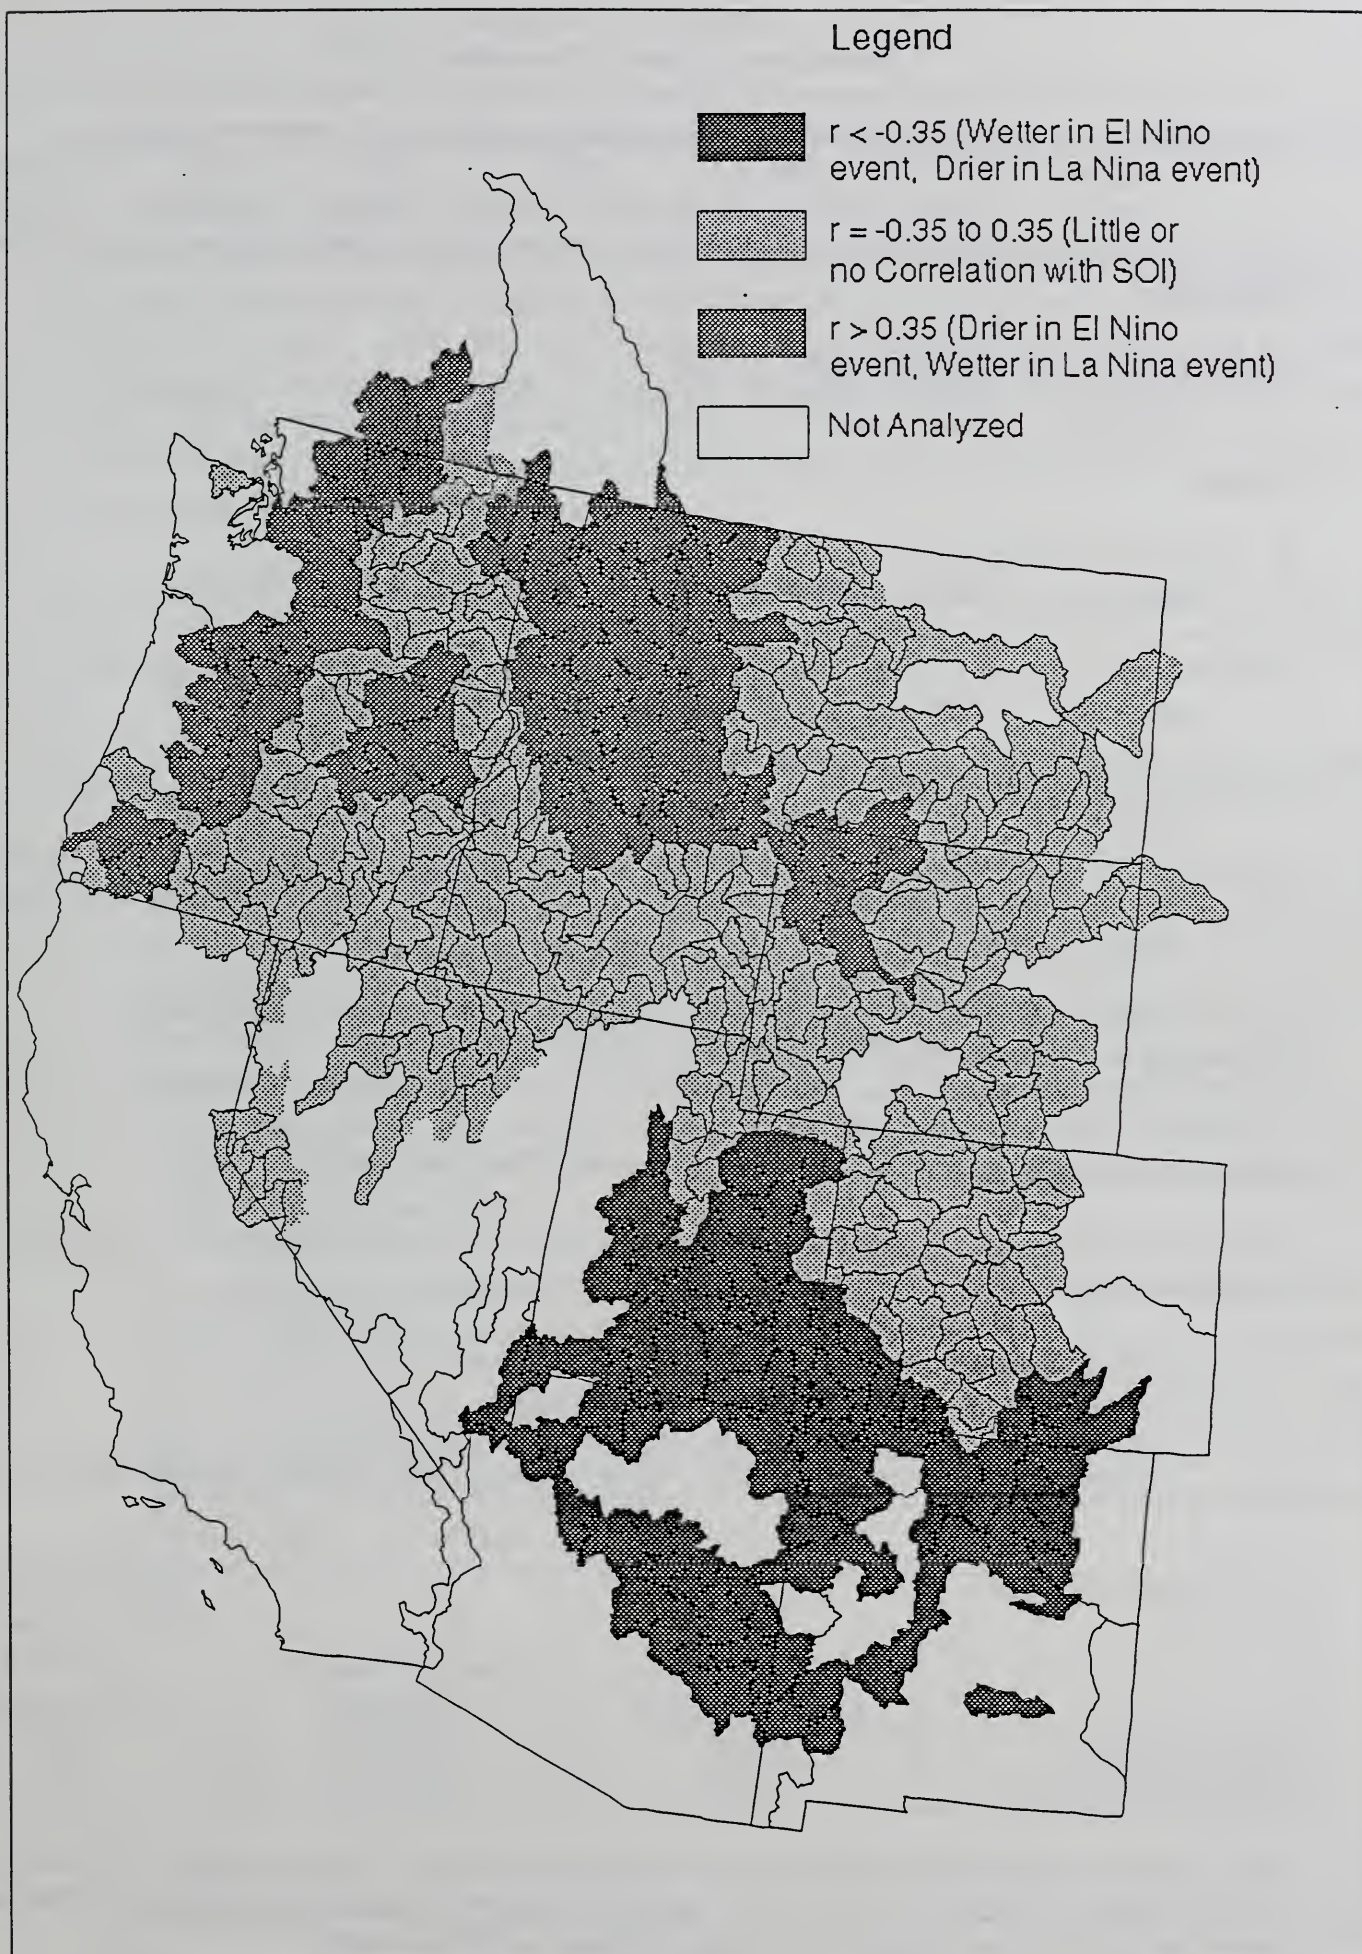 Legend
r < -0.35 (Wetter in El Nino
event, Drier in La Nina event)
r = -0.35 to 0.35 (Little or
no Correlation with SOI)
r > 0.35 (Drier in El Nino
event, Wetter in La Nina event)
Not Analyzed